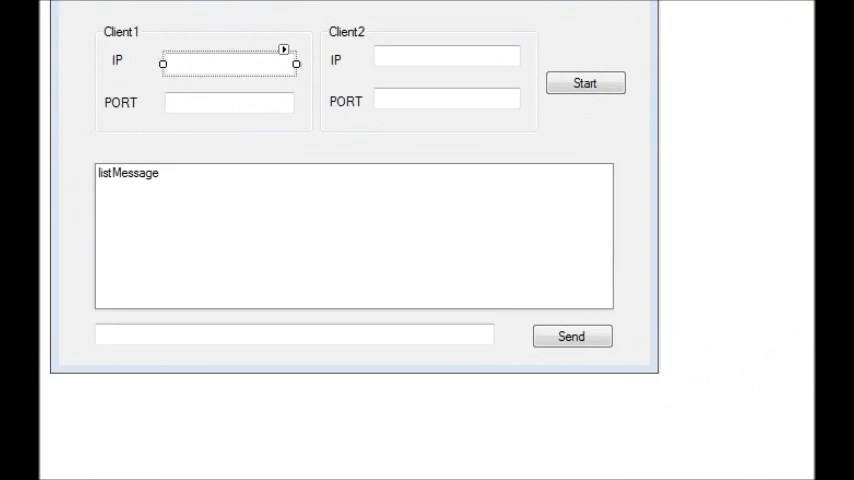 Client1
IP
PORT
Client2
IP
PORT
Start
listMessage
Send